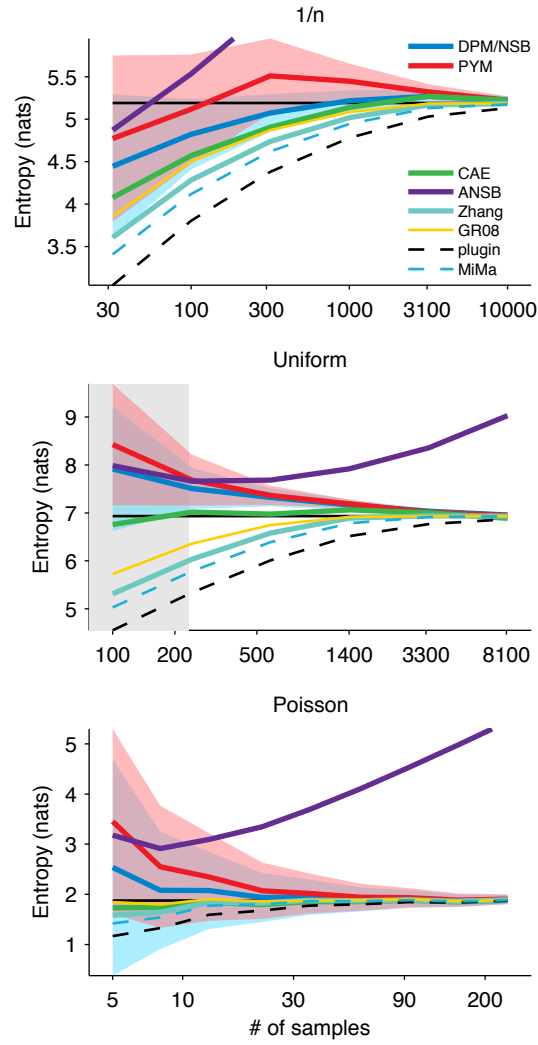 1/n
Entropy (nats)
5.5
5
4.5
4
3.5
DPM/NSB
PYM
CAE
ANSB
Zhang
GR08
plugin
MiMa
30 100 300 1000 3100 10000
Uniform
Entropy (nats)
9
8
7
6
5
100 200 500 1400 3300 8100
Poisson
Entropy (nats)
5
4
3
2
1
5 10 30 90 200
# of samples